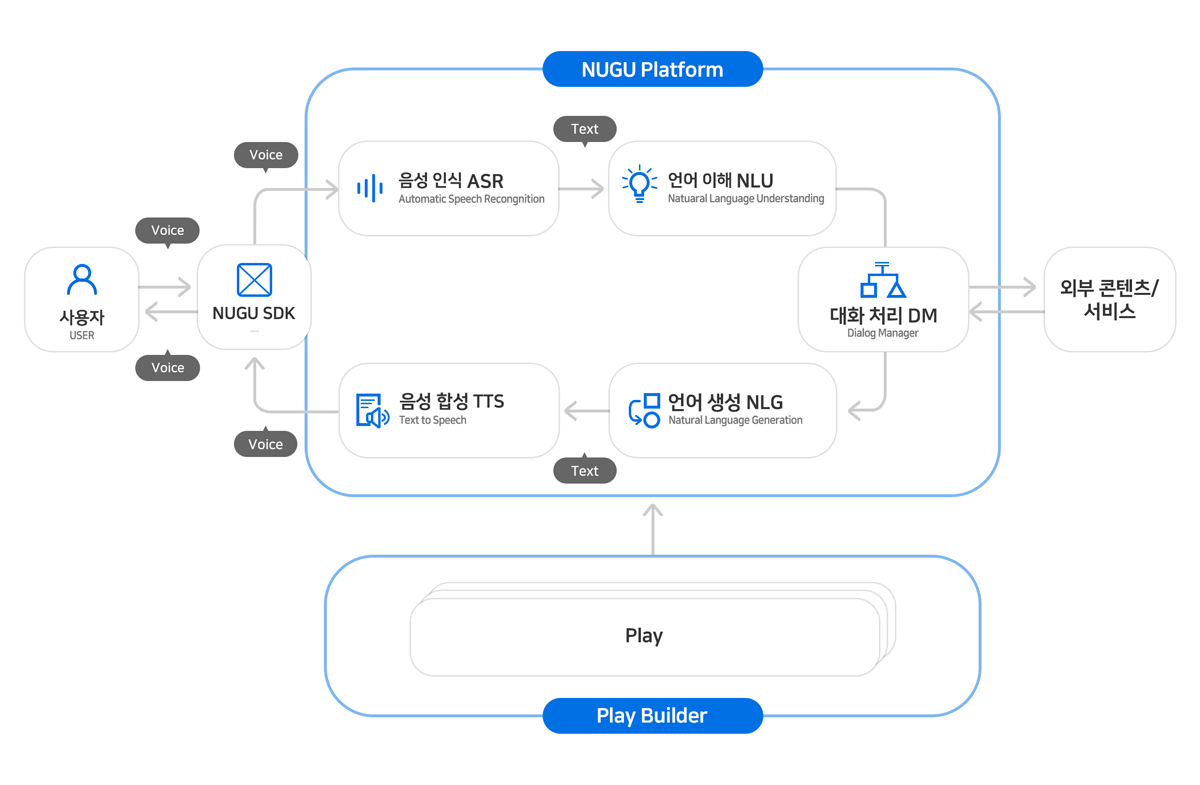 NUGU Platform
Text
Voice
음성 인식 ASR
Automatic Speech Recongnition
언어 이해 NLU
Natuaral Language Understanding
Voice
사용자
USER
NUGU SDK
대화 처리 DM
Dialog Manager
외부 콘텐츠/
서비스
Voice
음성 합성 TTS
Text to Speech
언어 생성 NLG
Natural Language Generation
Voice
Text
Play
Play Builder